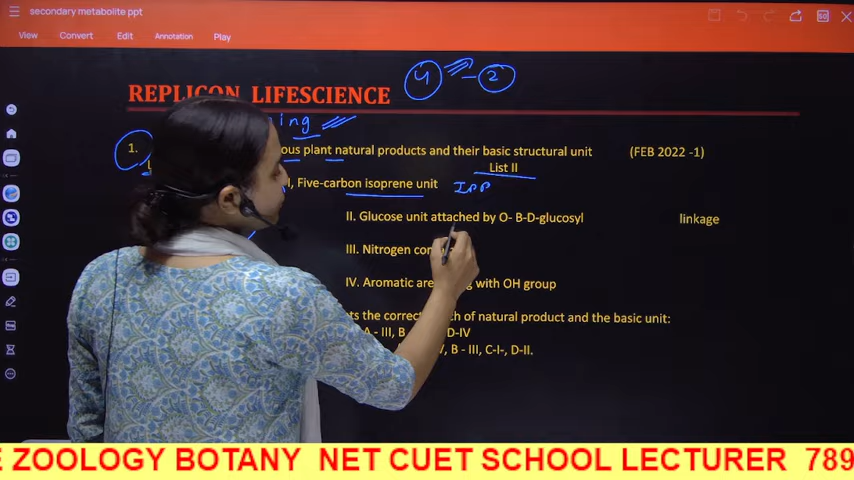 secondary metabolite ppt
View Convert Edit Annotation Play
50
4 - 2
REPLICON LIFESCIENCE
ing
1. ous plant natural products and their basic structural unit (FEB 2022 -1)
List II
I, Five-carbon isoprene unit IPP
II. Glucose unit attached by O- B-D-glucosyl linkage
III. Nitrogen
IV. Aromatic with OH group
the correct of natural product and the basic unit:
A - III, B D-IV
V, B - III, C-I-, D-II.
ZOOLOGY BOTANY NET CUET SCHOOL LECTURER 789